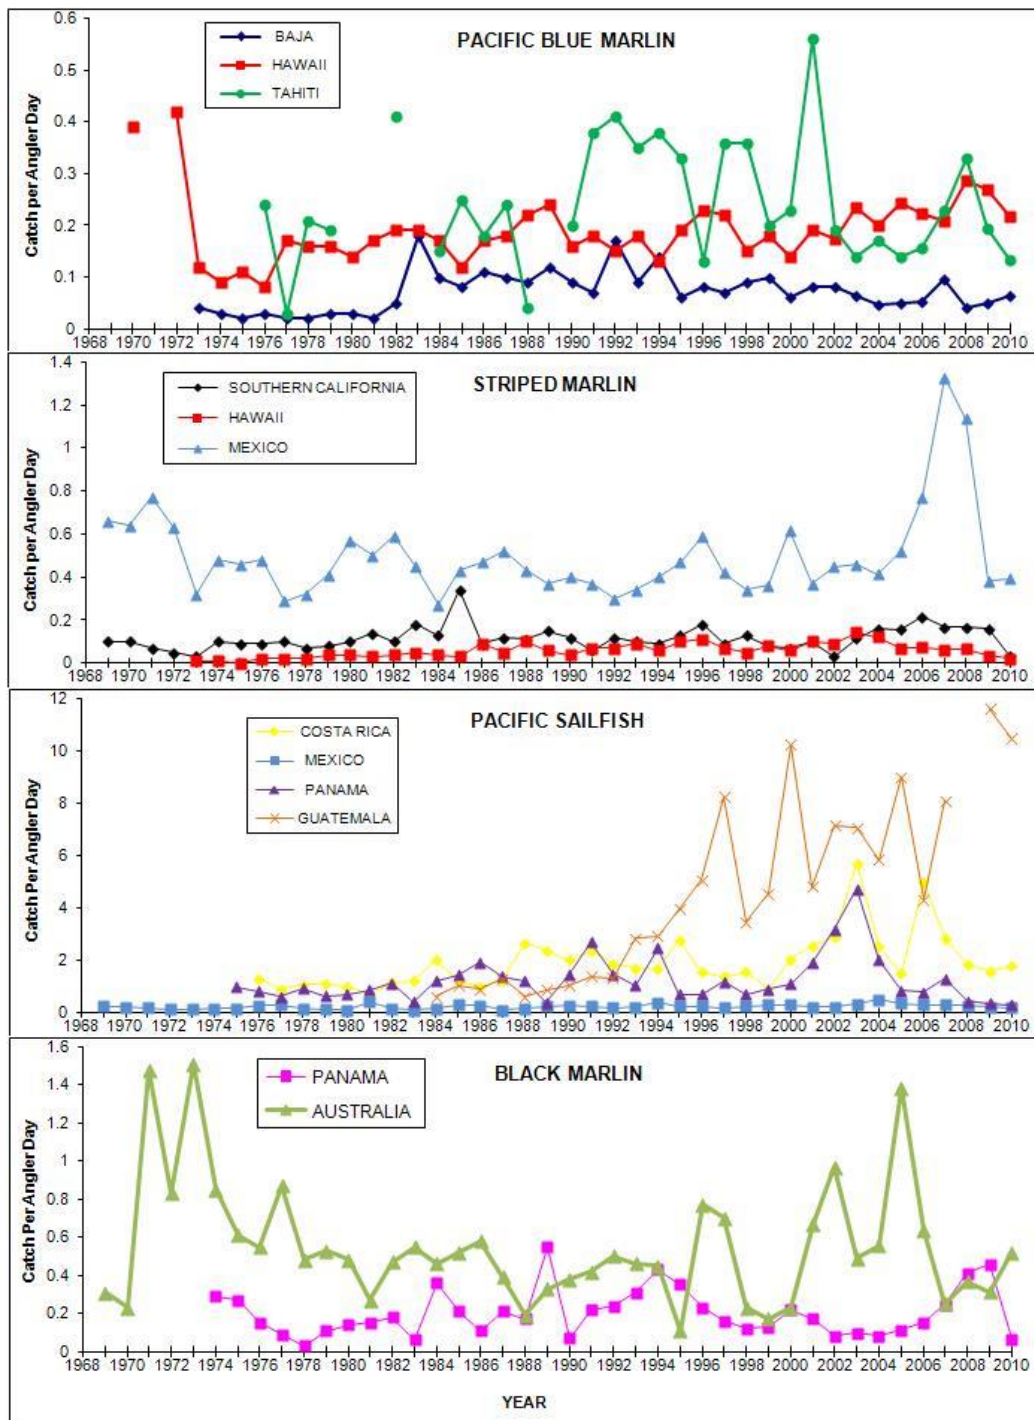 PACIFIC BLUE MARLIN
BAJA
HAWAII
TAHITI
Catch per Angler Day
0.6
0.5
0.4
0.3
0.2
0.1
0
1968 1970 1972 1974 1976 1978 1980 1982 1984 1986 1988 1990 1992 1994 1996 1998 2000 2002 2004 2006 2008 2010
STRIPED MARLIN
SOUTHERN CALIFORNIA
HAWAII
MEXICO
Catch per Angler Day
1.4
1.2
1
0.8
0.6
0.4
0.2
0
1968 1970 1972 1974 1976 1978 1980 1982 1984 1986 1988 1990 1992 1994 1996 1998 2000 2002 2004 2006 2008 2010
PACIFIC SAILFISH
COSTA RICA
MEXICO
PANAMA
GUATEMALA
Catch Per Angler Day
12
10
8
6
4
2
0
1968 1970 1972 1974 1976 1978 1980 1982 1984 1986 1988 1990 1992 1994 1996 1998 2000 2002 2004 2006 2008 2010
BLACK MARLIN
PANAMA
AUSTRALIA
Catch Per Angler Day
1.6
1.4
1.2
1
0.8
0.6
0.4
0.2
0
1968 1970 1972 1974 1976 1978 1980 1982 1984 1986 1988 1990 1992 1994 1996 1998 2000 2002 2004 2006 2008 2010
YEAR